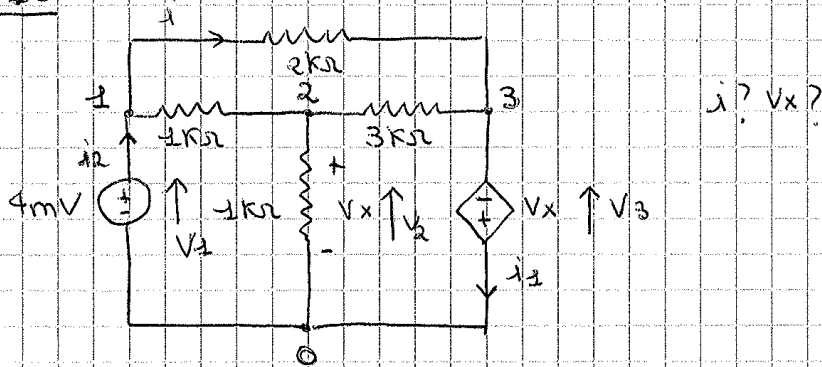 i
2kΩ
1 2 3 i? Vx?
1kΩ 3kΩ
i2 +
4mV + - V1 1kΩ Vx V2 - + Vx V3
-
i1
0